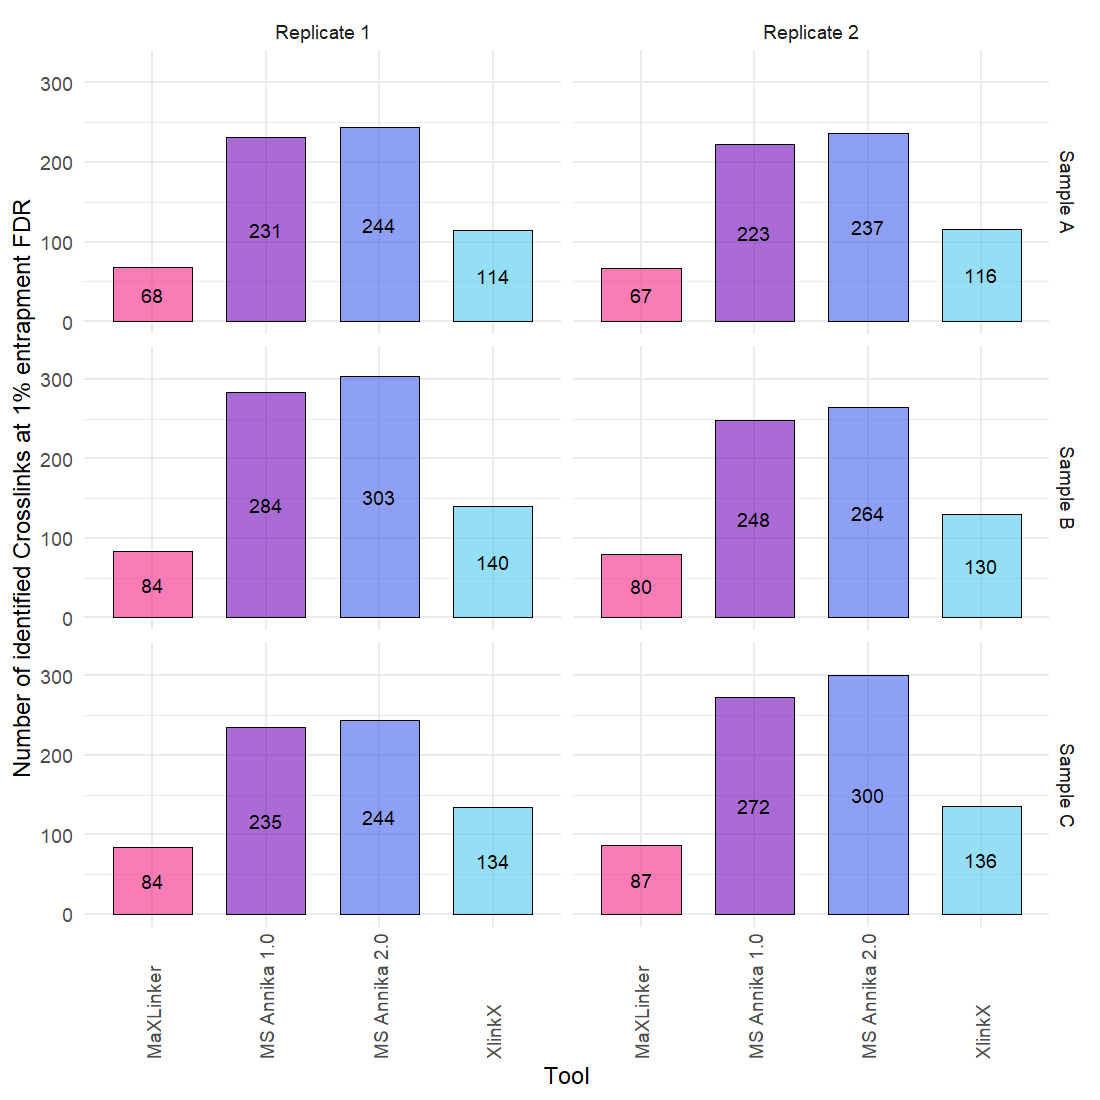 Replicate 1
Replicate 2
Number of identified Crosslinks at 1% entrapment FDR
300
200
100
0
68
231
244
114
67
223
237
116
Sample A
300
200
100
0
84
284
303
140
80
248
264
130
Sample B
300
200
100
0
84
235
244
134
87
272
300
136
Sample C
MaXLinker
MS Annika 1.0
MS Annika 2.0
XlinkX
MaXLinker
MS Annika 1.0
MS Annika 2.0
XlinkX
Tool